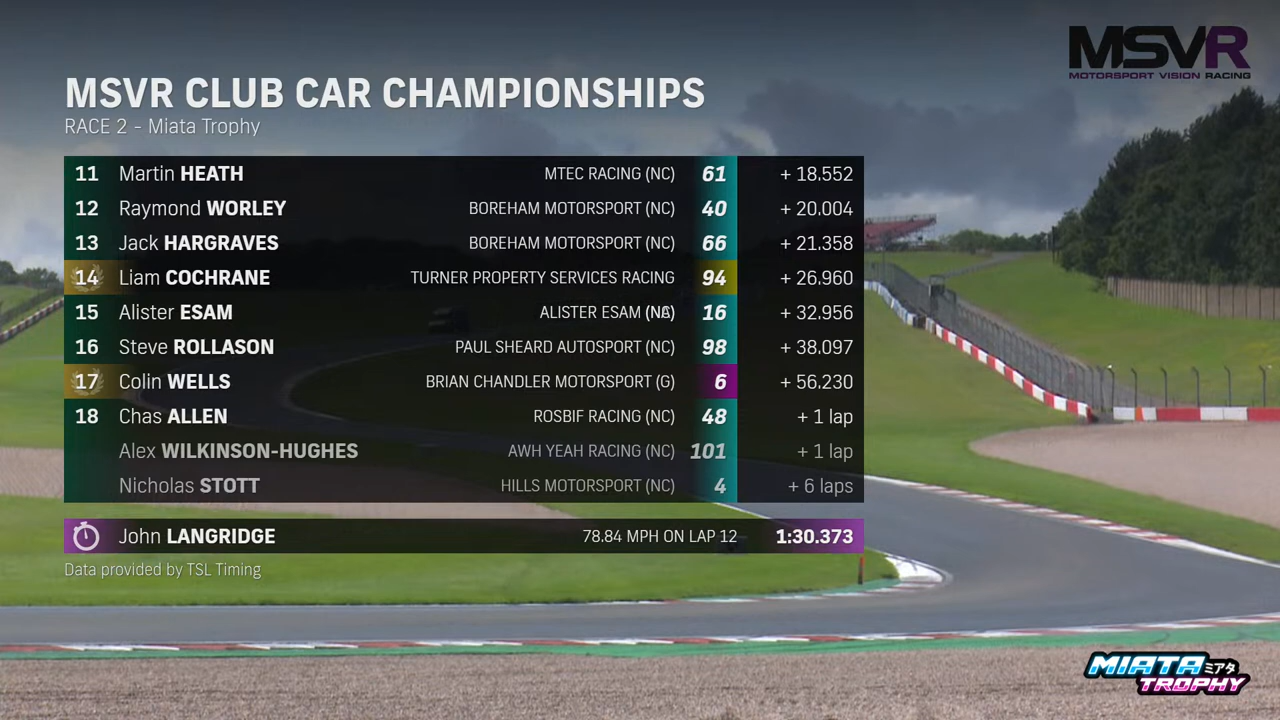 MSVR
MOTORSPORT VISION RACING
MSVR CLUB CAR CHAMPIONSHIPS
RACE 2 - Miata Trophy
11 Martin HEATH MTEC RACING (NC) 61 + 18.552
12 Raymond WORLEY BOREHAM MOTORSPORT (NC) 40 + 20.004
13 Jack HARGRAVES BOREHAM MOTORSPORT (NC) 66 + 21.358
14 Liam COCHRANE TURNER PROPERTY SERVICES RACING 94 + 26.960
15 Alister ESAM ALISTER ESAM 16 + 32.956
16 Steve ROLLASON PAUL SHEARD AUTOSPORT (NC) 98 + 38.097
17 Colin WELLS BRIAN CHANDLER MOTORSPORT (G) 6 + 56.230
18 Chas ALLEN ROSBIF RACING (NC) 48 + 1 lap
Alex WILKINSON-HUGHES AWH YEAH RACING (NC) 101 + 1 lap
Nicholas STOTT HILLS MOTORSPORT (NC) 4 + 6 laps
John LANGRIDGE 78.84 MPH ON LAP 12 1:30.373
Data provided by TSL Timing
MIATA ミアタ
TROPHY